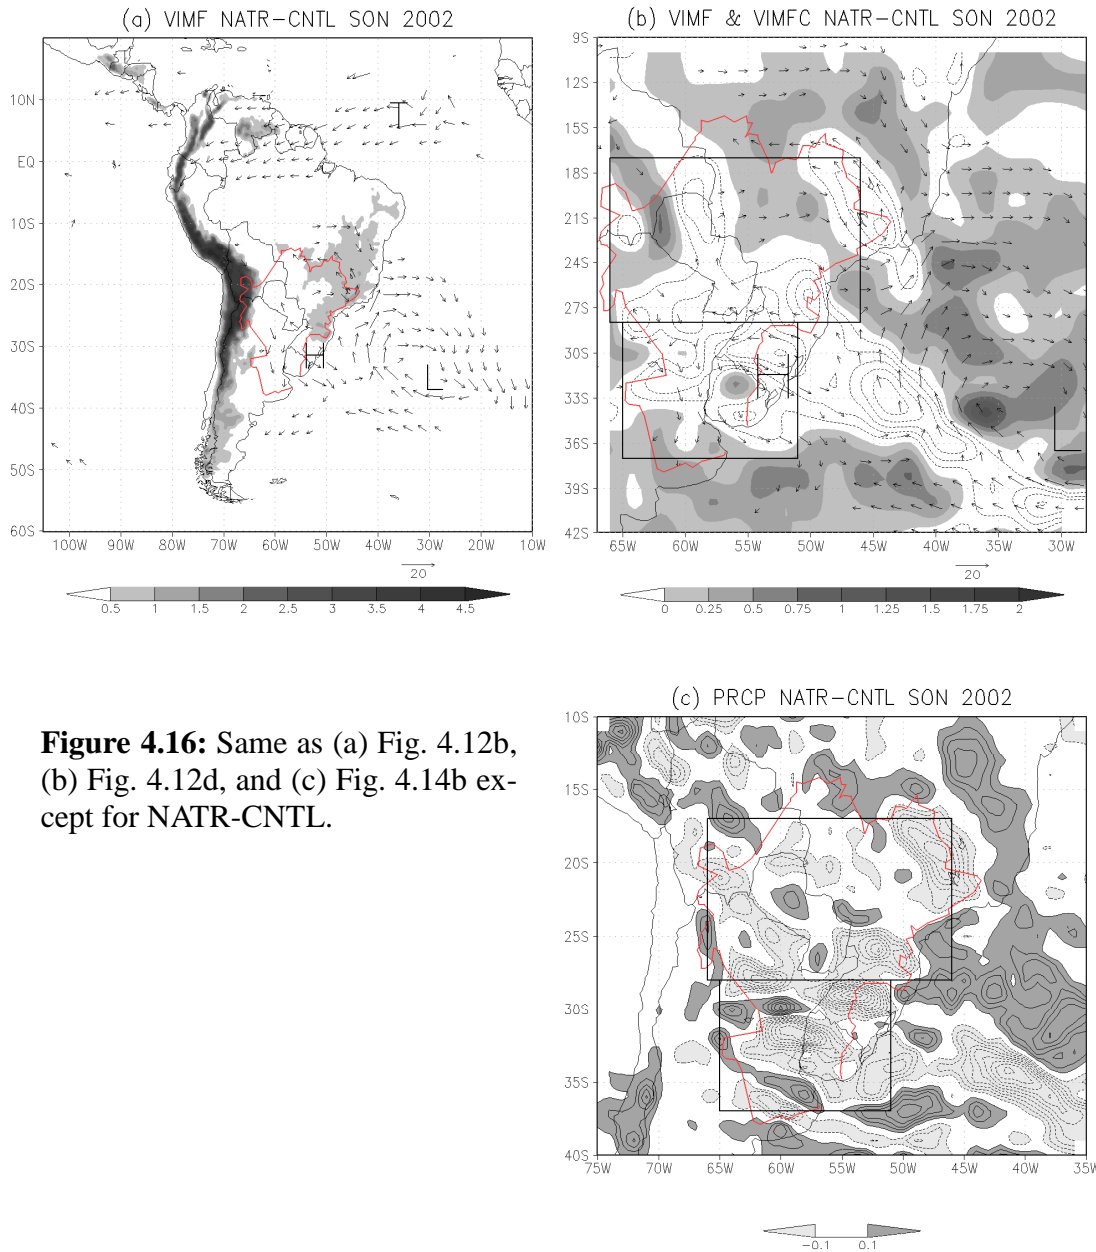 (a) VIMF NATR-CNTL SON 2002
10N
EQ
10S
20S
30S
40S
50S
60S
100W 90W 80W 70W 60W 50W 40W 30W 20W 10W
H
L
20
0.5 1 1.5 2 2.5 3 3.5 4 4.5
(b) VIMF & VIMFC NATR-CNTL SON 2002
9S
12S
15S
18S
21S
24S
27S
30S
33S
36S
39S
42S
65W 60W 55W 50W 45W 40W 35W 30W
H
L
20
0 0.25 0.5 0.75 1 1.25 1.5 1.75 2
Figure 4.16: Same as (a) Fig. 4.12b,
(b) Fig. 4.12d, and (c) Fig. 4.14b ex-
cept for NATR-CNTL.
(c) PRCP NATR-CNTL SON 2002
10S
15S
20S
25S
30S
35S
40S
75W 70W 65W 60W 55W 50W 45W 40W 35W
-0.1 0.1